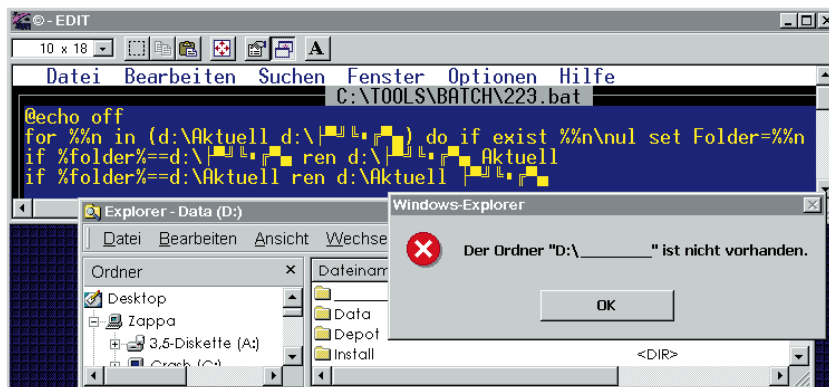 © - EDIT
10 x 18
A
Datei Bearbeiten Suchen Fenster Optionen Hilfe
C:\TOOLS\BATCH\223.bat
@echo off
for %%n in (d:\Aktuell d:\├▀╝╙▪╒▀▄) do if exist %%n\nul set Folder=%%n
if %folder%==d:\├▀╝╙▪╒▀▄ ren d:\├▀╝╙▪╒▀▄ Aktuell
if %folder%==d:\Aktuell ren d:\Aktuell ├▀╝╙▪╒▀▄
Explorer - Data (D:)
Datei Bearbeiten Ansicht Wechse
Ordner
Dateinam
Desktop
Zappa
3,5-Diskette (A:)
Crash (C:)
________
Data
Depot
Install <DIR>
Windows-Explorer
Der Ordner "D:\________" ist nicht vorhanden.
OK